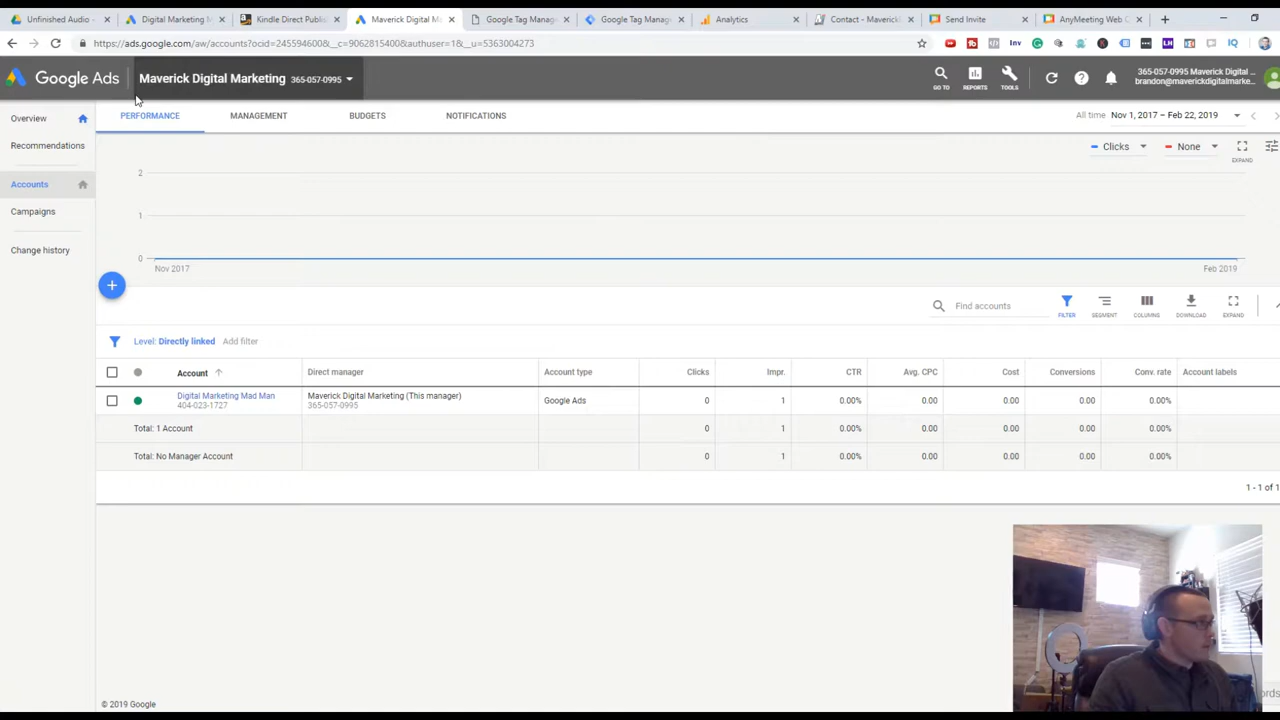 Unfinished Audio -
Digital Marketing M
Kindle Direct Publis
Maverick Digital M
Google Tag Manage
Google Tag Manage
Analytics
Contact - Maverick
Send Invite
AnyMeeting Web C
https://ads.google.com/aw/accounts?ocid=245594600&__c=9062815400&authuser=1&__u=5363004273
Inv
LH
IQ
Google Ads
Maverick Digital Marketing 365-057-0995
GO TO
REPORTS
TOOLS
365-057-0995 Maverick Digital ...
brandon@maverickdigitalmarke...
Overview
Recommendations
Accounts
Campaigns
Change history
PERFORMANCE
MANAGEMENT
BUDGETS
NOTIFICATIONS
All time Nov 1, 2017 – Feb 22, 2019
Clicks
None
EXPAND
2
1
0
Nov 2017
Feb 2019
Find accounts
FILTER
SEGMENT
COLUMNS
DOWNLOAD
EXPAND
Level: Directly linked Add filter
Account Direct manager Account type Clicks Impr. CTR Avg. CPC Cost Conversions Conv. rate Account labels
Digital Marketing Mad Man Maverick Digital Marketing (This manager)
404-023-1727 365-057-0995 Google Ads 0 1 0.00% 0.00 0.00 0.00 0.00%
Total: 1 Account 0 1 0.00% 0.00 0.00 0.00 0.00%
Total: No Manager Account 0 1 0.00% 0.00 0.00 0.00 0.00%
1 - 1 of 1
© 2019 Google